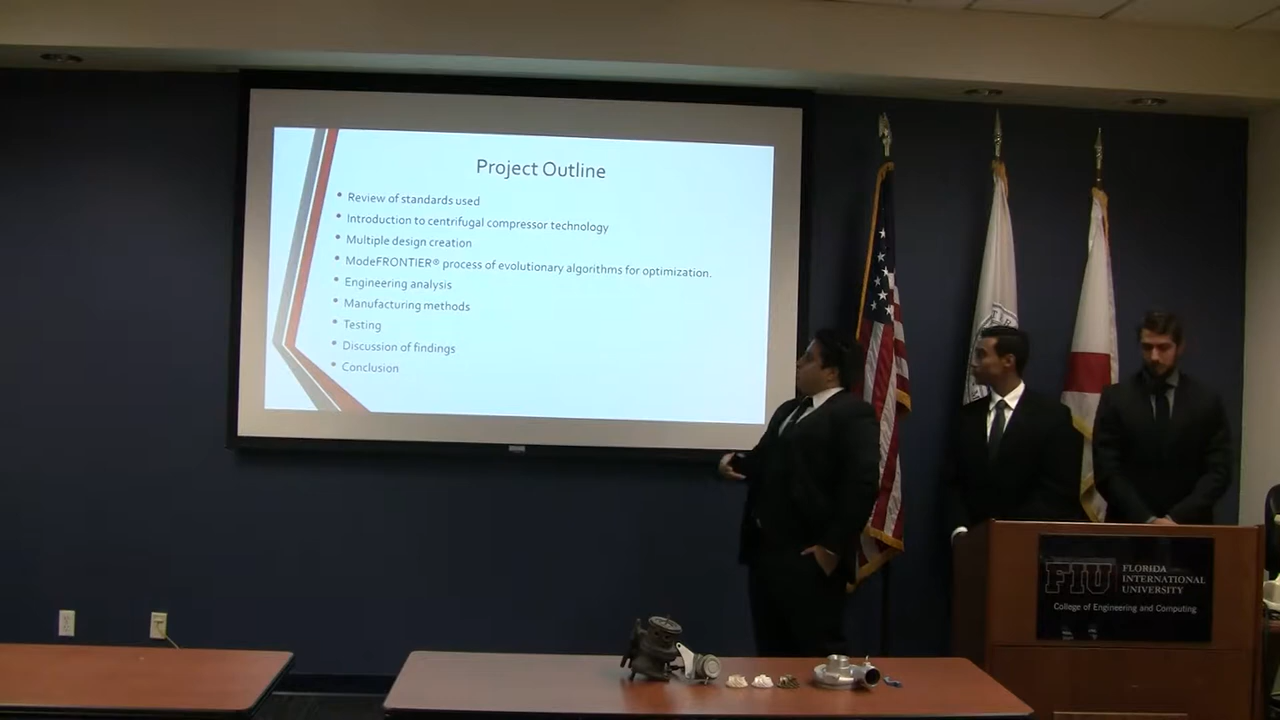 Project Outline
• Review of standards used
• Introduction to centrifugal compressor technology
• Multiple design creation
• ModeFRONTIER® process of evolutionary algorithms for optimization.
• Engineering analysis
• Manufacturing methods
• Testing
• Discussion of findings
• Conclusion
FIU
FLORIDA
INTERNATIONAL
UNIVERSITY
College of Engineering and Computing